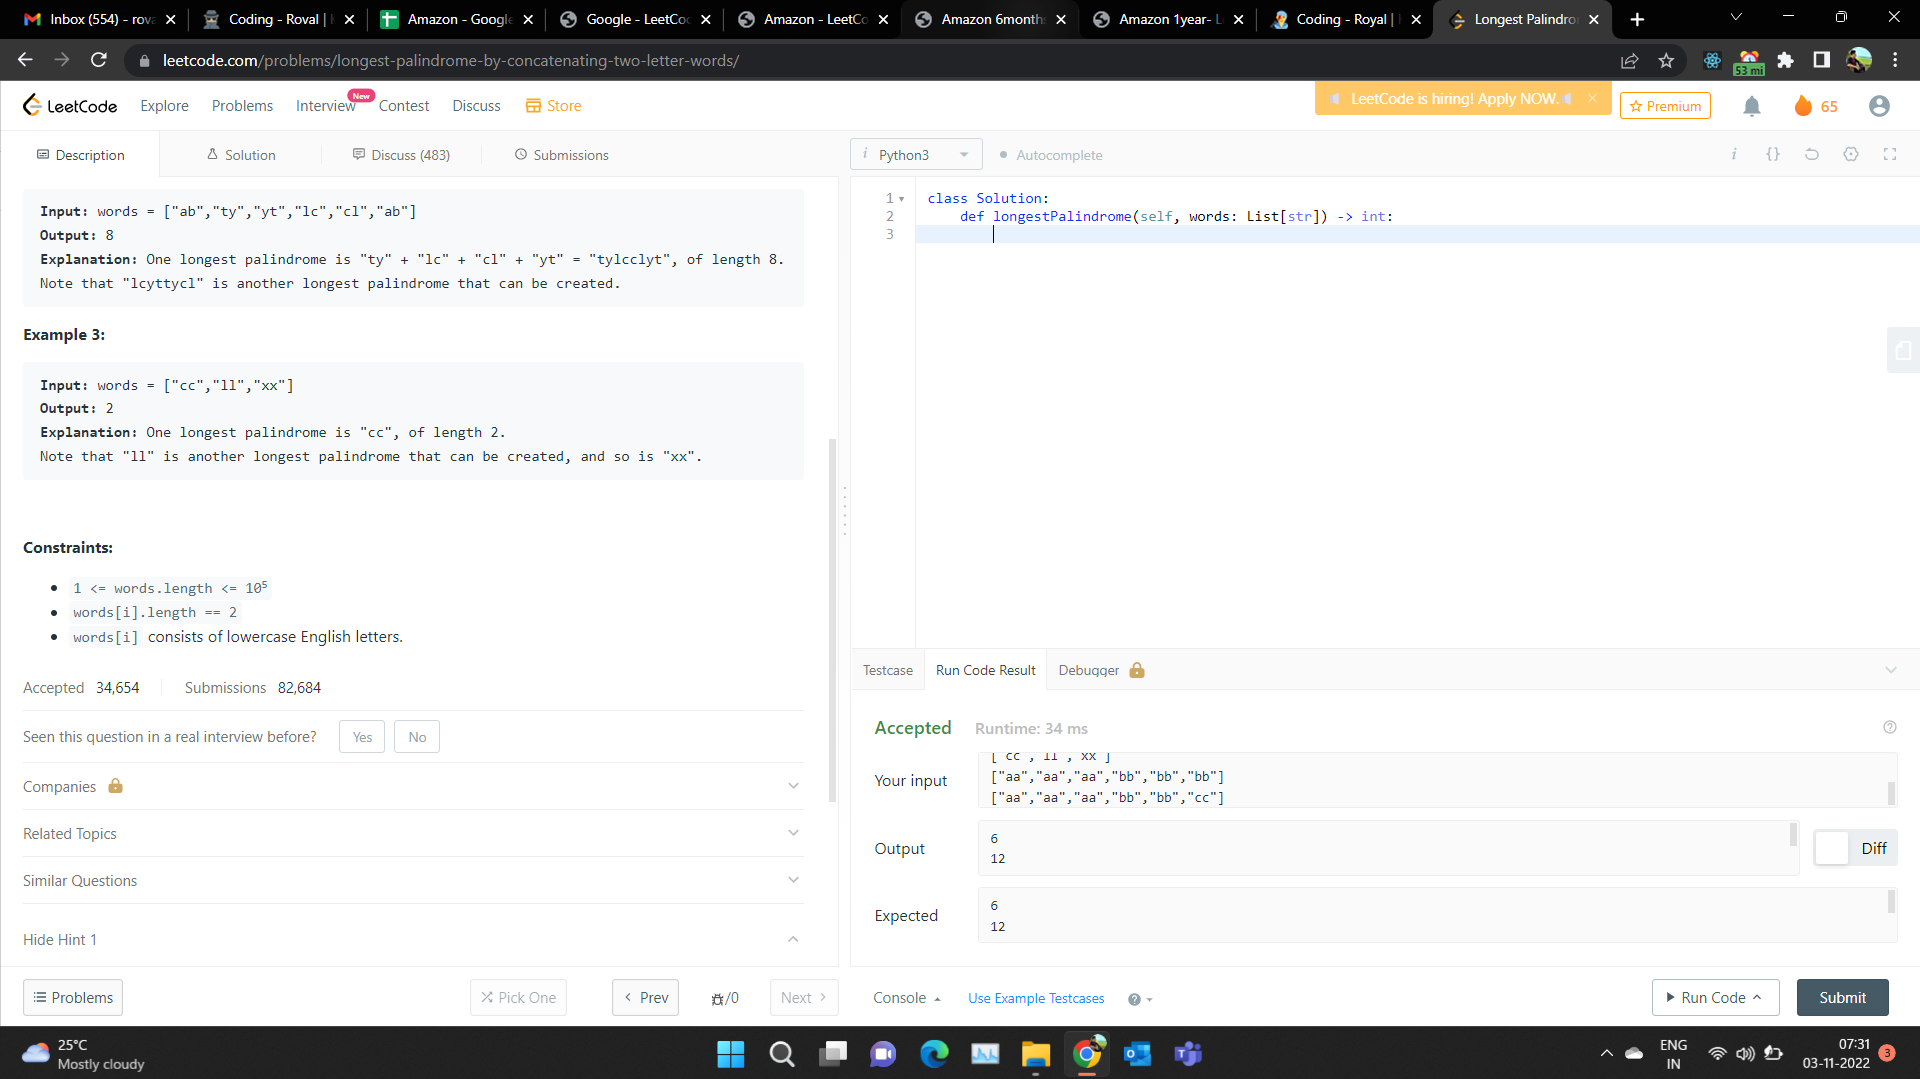 Inbox (554) - rova
Coding - Roval |
Amazon - Google
Google - LeetCo
Amazon - LeetCo
Amazon 6months
Amazon 1year- L
Coding - Royal |
Longest Palindro
leetcode.com/problems/longest-palindrome-by-concatenating-two-letter-words/
53 mi
LeetCode
Explore
Problems
Interview
New
Contest
Discuss
Store
LeetCode is hiring! Apply NOW.
Premium
65
Description
Solution
Discuss (483)
Submissions
i Python3
Autocomplete
i {}
Input: words = ["ab","ty","yt","lc","cl","ab"]
Output: 8
Explanation: One longest palindrome is "ty" + "lc" + "cl" + "yt" = "tylcclyt", of length 8.
Note that "lcyttycl" is another longest palindrome that can be created.
Example 3:
Input: words = ["cc","ll","xx"]
Output: 2
Explanation: One longest palindrome is "cc", of length 2.
Note that "ll" is another longest palindrome that can be created, and so is "xx".
Constraints:
• 1 <= words.length <= 10⁵
• words[i].length == 2
• words[i] consists of lowercase English letters.
Accepted 34,654
Submissions 82,684
Seen this question in a real interview before?
Yes
No
Companies
Related Topics
Similar Questions
Hide Hint 1
Problems
Pick One
Prev
/0
Next
1 class Solution:
2 def longestPalindrome(self, words: List[str]) -> int:
3
Testcase
Run Code Result
Debugger
Accepted
Runtime: 34 ms
Your input
["cc","ll","xx"]
["aa","aa","aa","bb","bb","bb"]
["aa","aa","aa","bb","bb","cc"]
Output
6
12
Diff
Expected
6
12
Console
Use Example Testcases
Run Code
Submit
25°C
Mostly cloudy
ENG
IN
07:31
03-11-2022
3